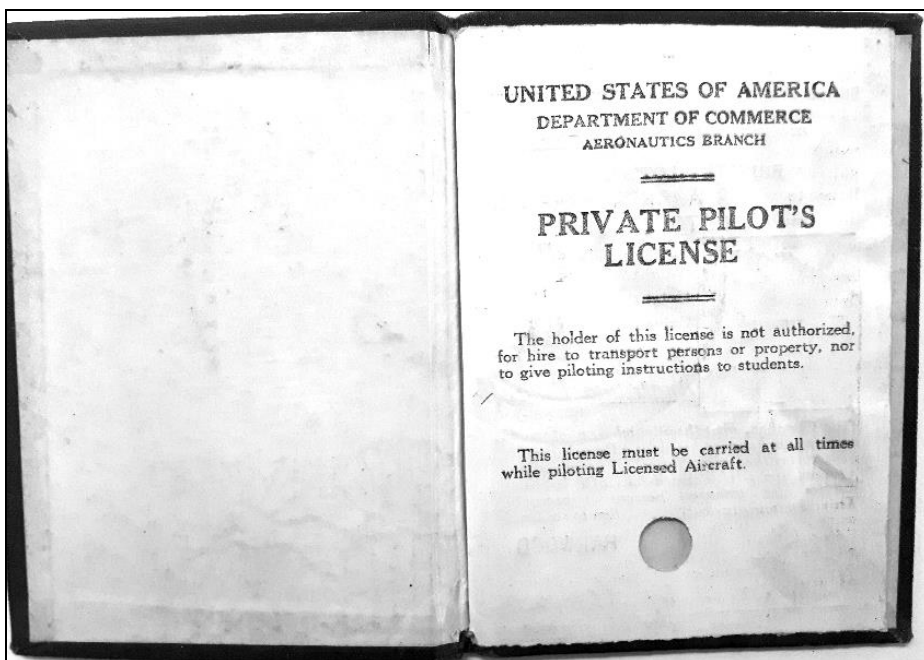 UNITED STATES OF AMERICA
DEPARTMENT OF COMMERCE
AERONAUTICS BRANCH
PRIVATE PILOT'S
LICENSE
The holder of this license is not authorized,
for hire to transport persons or property, nor
to give piloting instructions to students.
This license must be carried at all times
while piloting Licensed Aircraft.